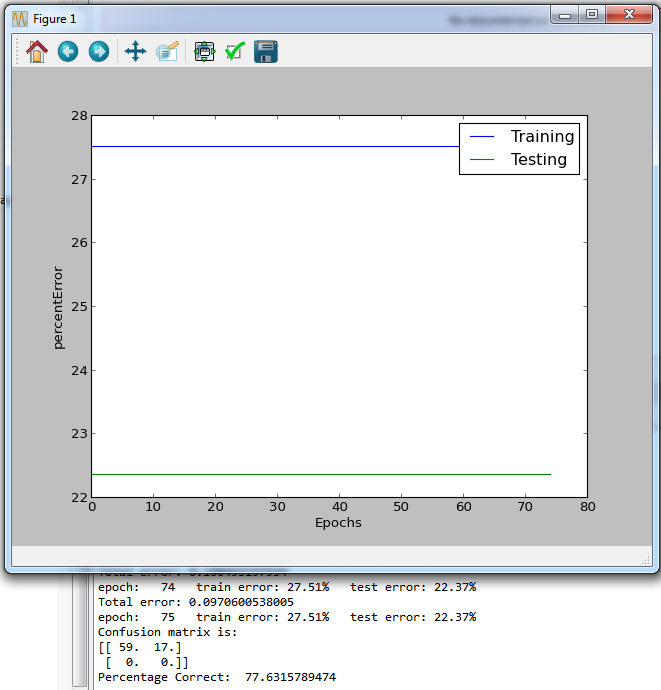 Figure 1
28
27
26
25
24
23
22
percentError
Training
Testing
0 10 20 30 40 50 60 70 80
Epochs
epoch: 74 train error: 27.51% test error: 22.37%
Total error: 0.0970600538005
epoch: 75 train error: 27.51% test error: 22.37%
Confusion matrix is:
[[ 59. 17.]
[ 0. 0.]]
Percentage Correct: 77.6315789474